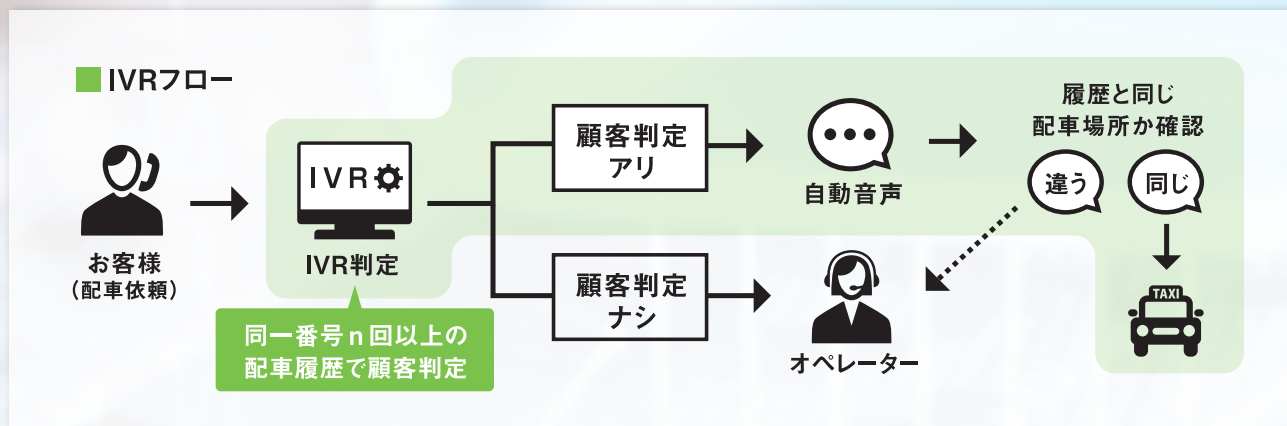 IVRフロー
お客様
(配車依頼)
IVR
IVR判定
同一番号n回以上の
配車履歴で顧客判定
顧客判定
アリ
自動音声
履歴と同じ
配車場所か確認
違う
同じ
顧客判定
ナシ
オペレーター
TAXI